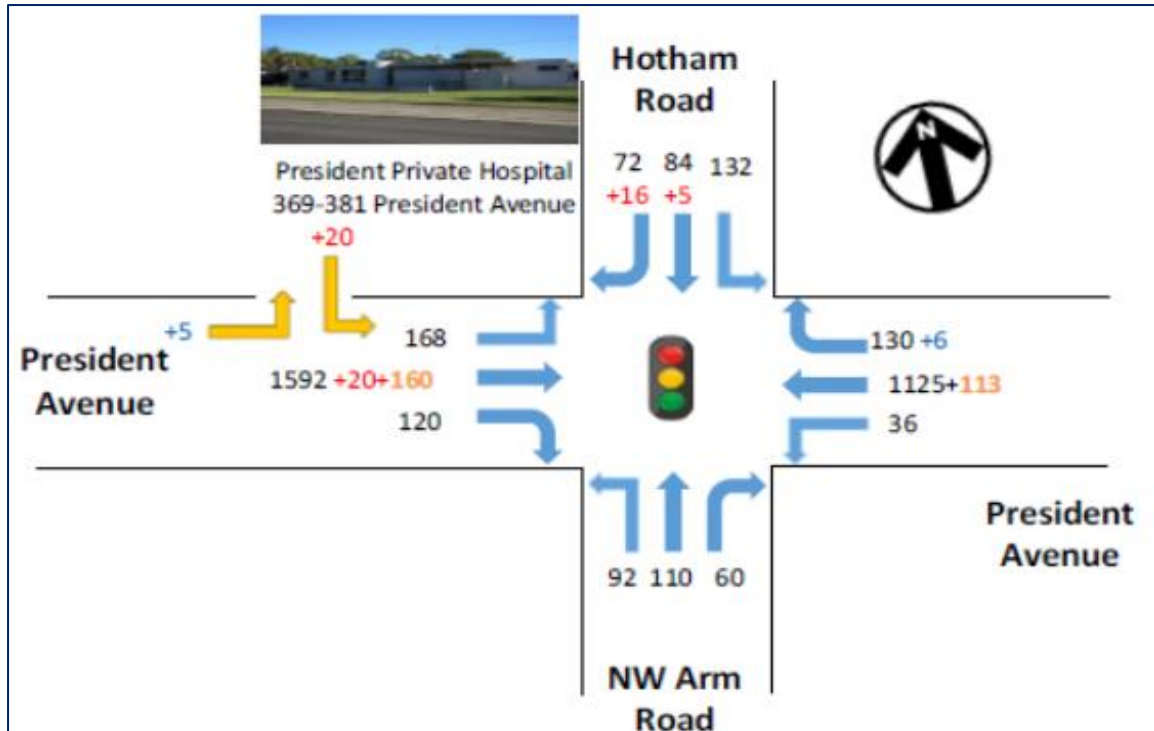 Hotham
Road
N
President Private Hospital
369-381 President Avenue
+20
72 84 132
+16 +5
+5
President
Avenue
168
1592 +20+160
120
130 +6
1125+113
36
92 110 60
President
Avenue
NW Arm
Road